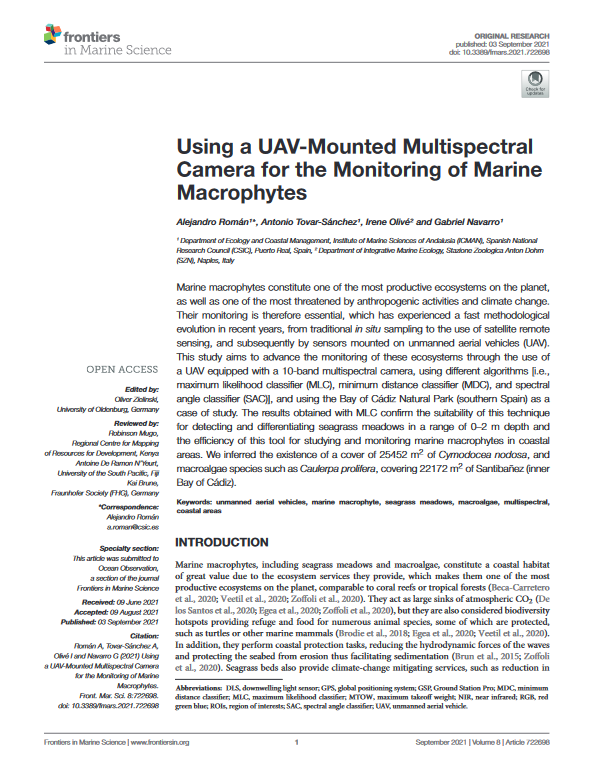 frontiers
in Marine Science
ORIGINAL RESEARCH
published: 03 September 2021
doi: 10.3389/fmars.2021.722698
Check for
updates
Using a UAV-Mounted Multispectral
Camera for the Monitoring of Marine
Macrophytes
Alejandro Román¹*, Antonio Tovar-Sánchez¹, Irene Olivé² and Gabriel Navarro¹
¹ Department of Ecology and Coastal Management, Institute of Marine Sciences of Andalusia (ICMAN), Spanish National
Research Council (CSIC), Puerto Real, Spain, ² Department of Integrative Marine Ecology, Stazione Zoologica Anton Dohrn
(SZN), Naples, Italy
Marine macrophytes constitute one of the most productive ecosystems on the planet,
as well as one of the most threatened by anthropogenic activities and climate change.
Their monitoring is therefore essential, which has experienced a fast methodological
evolution in recent years, from traditional in situ sampling to the use of satellite remote
sensing, and subsequently by sensors mounted on unmanned aerial vehicles (UAV).
This study aims to advance the monitoring of these ecosystems through the use of
a UAV equipped with a 10-band multispectral camera, using different algorithms [i.e.,
maximum likelihood classifier (MLC), minimum distance classifier (MDC), and spectral
angle classifier (SAC)], and using the Bay of Cádiz Natural Park (southern Spain) as a
case of study. The results obtained with MLC confirm the suitability of this technique
for detecting and differentiating seagrass meadows in a range of 0–2 m depth and
the efficiency of this tool for studying and monitoring marine macrophytes in coastal
areas. We inferred the existence of a cover of 25452 m² of Cymodocea nodosa, and
macroalgae species such as Caulerpa prolifera, covering 22172 m² of Santibañez (inner
Bay of Cádiz).
Keywords: unmanned aerial vehicles, marine macrophyte, seagrass meadows, macroalgae, multispectral,
coastal areas
OPEN ACCESS
Edited by:
Oliver Zielinski,
University of Oldenburg, Germany
Reviewed by:
Robinson Mugo,
Regional Centre for Mapping
of Resources for Development, Kenya
Antoine De Ramon N'Yeurt,
University of the South Pacific, Fiji
Kai Brune,
Fraunhofer Society (FHG), Germany
*Correspondence:
Alejandro Román
a.roman@csic.es
Specialty section:
This article was submitted to
Ocean Observation,
a section of the journal
Frontiers in Marine Science
Received: 09 June 2021
Accepted: 09 August 2021
Published: 03 September 2021
Citation:
Román A, Tovar-Sánchez A,
Olivé I and Navarro G (2021) Using
a UAV-Mounted Multispectral Camera
for the Monitoring of Marine
Macrophytes.
Front. Mar. Sci. 8:722698.
doi: 10.3389/fmars.2021.722698
INTRODUCTION
Marine macrophytes, including seagrass meadows and macroalgae, constitute a coastal habitat
of great value due to the ecosystem services they provide, which makes them one of the most
productive ecosystems on the planet, comparable to coral reefs or tropical forests (Beca-Carretero
et al., 2020; Veetil et al., 2020; Zoffoli et al., 2020). They act as large sinks of atmospheric CO₂ (De
los Santos et al., 2020; Egea et al., 2020; Zoffoli et al., 2020), but they are also considered biodiversity
hotspots providing refuge and food for numerous animal species, some of which are protected,
such as turtles or other marine mammals (Brodie et al., 2018; Egea et al., 2020; Veetil et al., 2020).
In addition, they perform coastal protection tasks, reducing the hydrodynamic forces of the waves
and protecting the seabed from erosion thus facilitating sedimentation (Brun et al., 2015; Zoffoli
et al., 2020). Seagrass beds also provide climate-change mitigating services, such as reduction in
Abbreviations: DLS, downwelling light sensor; GPS, global positioning system; GSP, Ground Station Pro; MDC, minimum
distance classifier; MLC, maximum likelihood classifier; MTOW, maximum takeoff weight; NIR, near infrared; RGB, red
green blue; ROIs, region of interests; SAC, spectral angle classifier; UAV, unmanned aerial vehicle.
Frontiers in Marine Science | www.frontiersin.org
1
September 2021 | Volume 8 | Article 722698